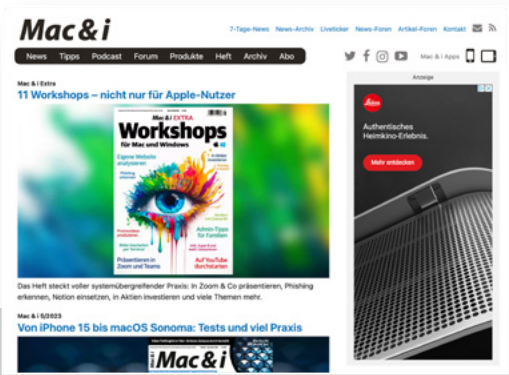 Mac & i
7-Tage-News News-Archiv Liveticker News-Foren Artikel-Foren Kontakt
News Tipps Podcast Forum Produkte Heft Archiv Abo
Mac & i Apps
Mac & i Extra
11 Workshops – nicht nur für Apple-Nutzer
Mac & i EXTRA
Workshops
für Mac und Windows
Eigene Website
analysieren
Phishing
erkennen
Admin-Tipps
für Familien
Präsentieren in
Zoom und Teams
Auf YouTube
durchstarten
Das Heft steckt voller systemübergreifender Praxis: In Zoom & Co präsentieren, Phishing
erkennen, Notion einsetzen, in Aktien investieren und viele Themen mehr.
Mac & i 5/2023
Von iPhone 15 bis macOS Sonoma: Tests und viel Praxis
Mac & i
Anzeige
Leica
Authentisches
Heimkino-Erlebnis.
Mehr entdecken